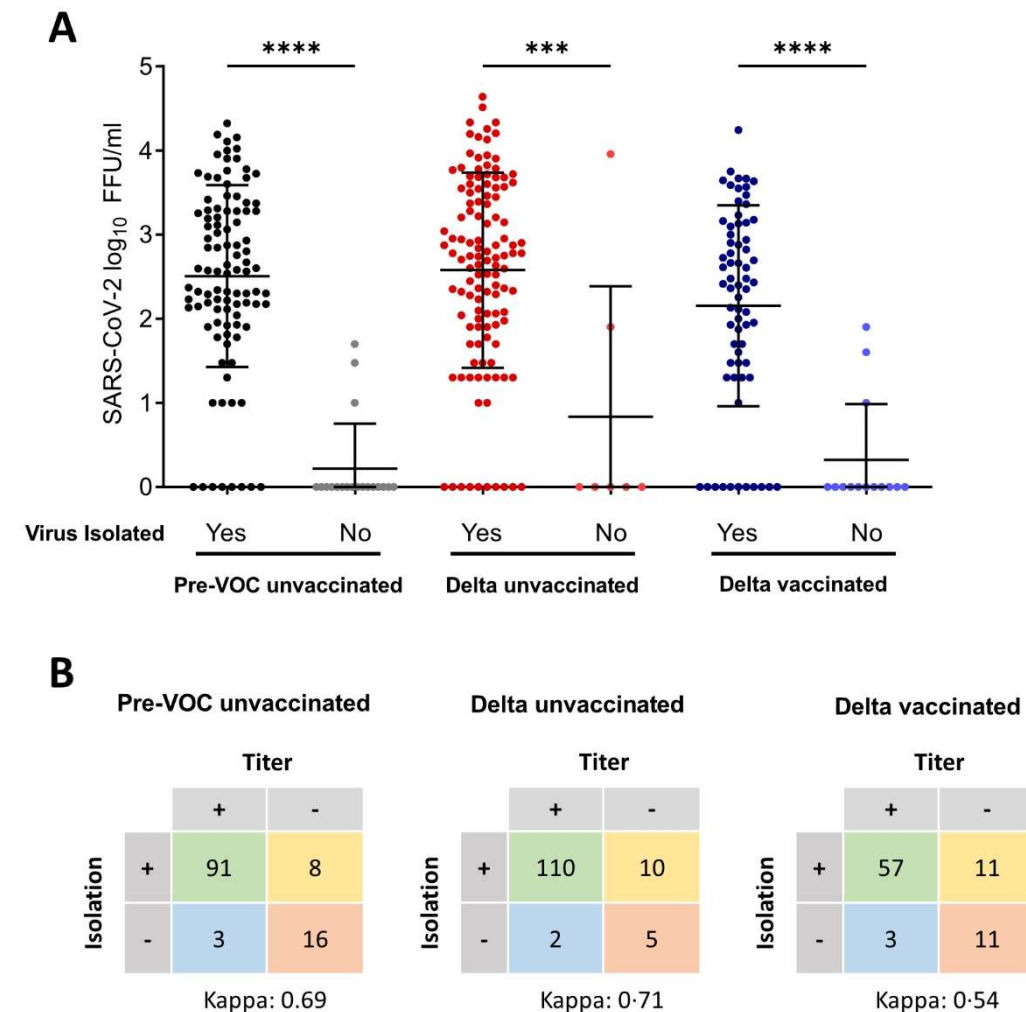 A
**** *** ****
5
4
3
2
1
0
SARS-CoV-2 log10 FFU/ml
Virus Isolated Yes No Yes No Yes No
Pre-VOC unvaccinated Delta unvaccinated Delta vaccinated
B
Pre-VOC unvaccinated Delta unvaccinated Delta vaccinated
Titer Titer Titer
+ - + - + -
Isolation Isolation Isolation
+ 91 8 + 110 10 + 57 11
- 3 16 - 2 5 - 3 11
Kappa: 0.69 Kappa: 0·71 Kappa: 0·54